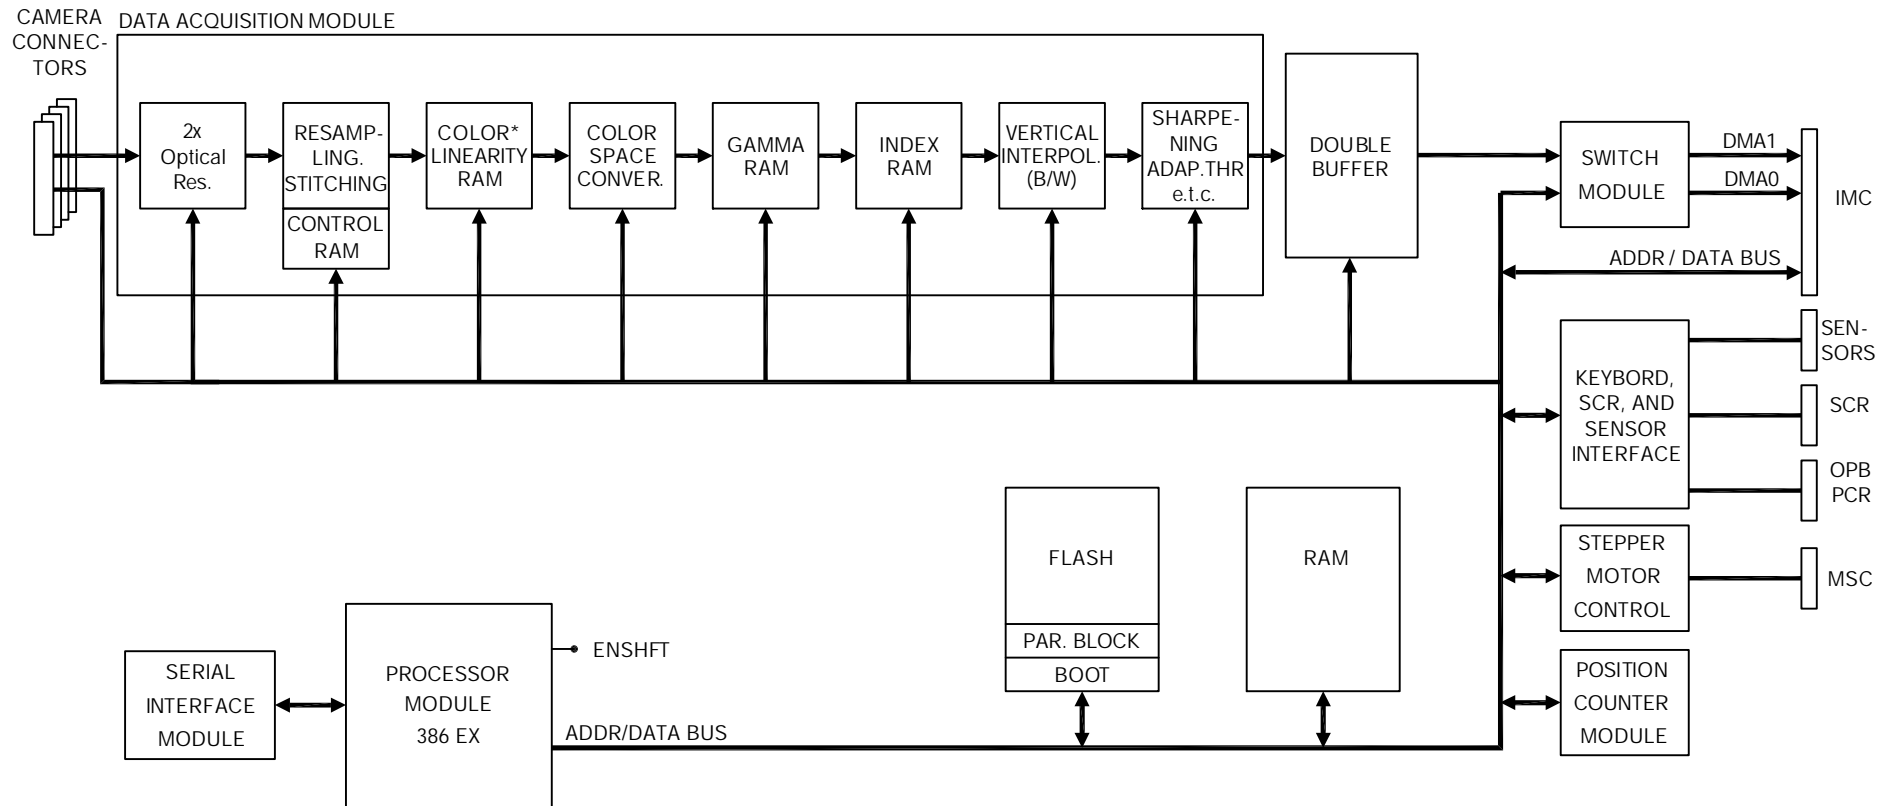 CAMERA
CONNEC-
TORS
DATA ACQUISITION MODULE
2x
Optical
Res.
RESAMP-
LING.
STITCHING
CONTROL
RAM
COLOR*
LINEARITY
RAM
COLOR
SPACE
CONVER.
GAMMA
RAM
INDEX
RAM
VERTICAL
INTERPOL.
(B/W)
SHARPE-
NING
ADAP.THR
e.t.c.
DOUBLE
BUFFER
SWITCH
MODULE
DMA1
DMA0
IMC
ADDR / DATA BUS
KEYBORD,
SCR, AND
SENSOR
INTERFACE
SEN-
SORS
SCR
OPB
PCR
STEPPER
MOTOR
CONTROL
MSC
POSITION
COUNTER
MODULE
FLASH
PAR. BLOCK
BOOT
RAM
SERIAL
INTERFACE
MODULE
PROCESSOR
MODULE
386 EX
ENSHFT
ADDR/DATA BUS